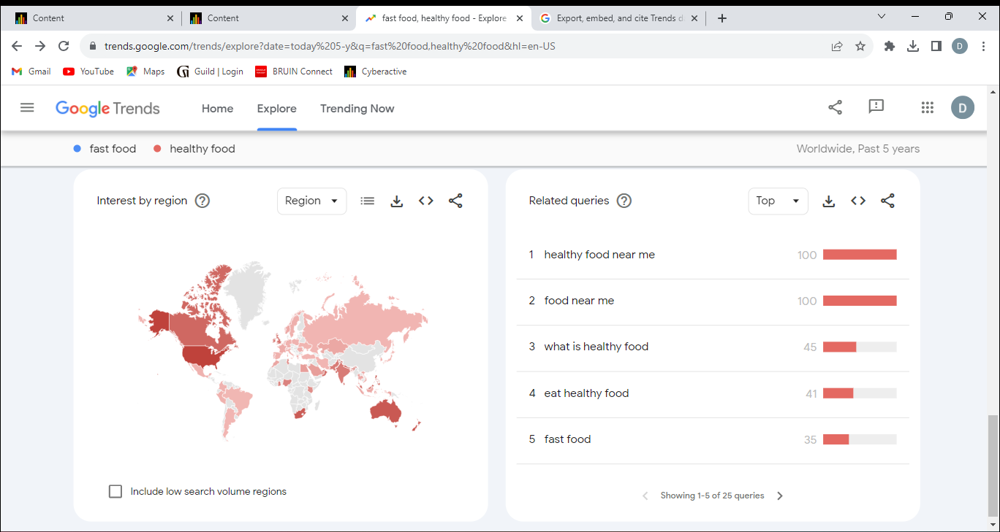 Content
Content
fast food, healthy food - Explore
Export, embed, and cite Trends d
trends.google.com/trends/explore?date=today%205-y&q=fast%20food,healthy%20food&hl=en-US
D
Gmail
YouTube
Maps
Guild | Login
BRUIN Connect
Cyberactive
Google Trends
Home
Explore
Trending Now
D
fast food
healthy food
Worldwide, Past 5 years
Interest by region
Region
Related queries
Top
1 healthy food near me 100
2 food near me 100
3 what is healthy food 45
4 eat healthy food 41
5 fast food 35
Include low search volume regions
Showing 1-5 of 25 queries